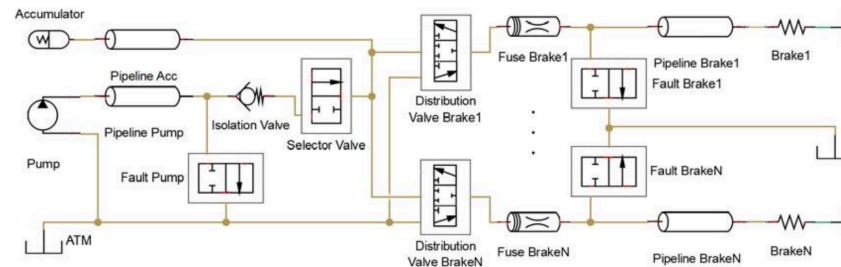 Accumulator
Fuse Brake1
Pipeline Brake1
Brake1
Pipeline Acc
Fault Brake1
Isolation Valve
Distribution
Valve Brake1
Pipeline Pump
Selector Valve
Pump
Fault Pump
Fault BrakeN
ATM
Distribution
Valve BrakeN
Fuse BrakeN
Pipeline BrakeN
BrakeN